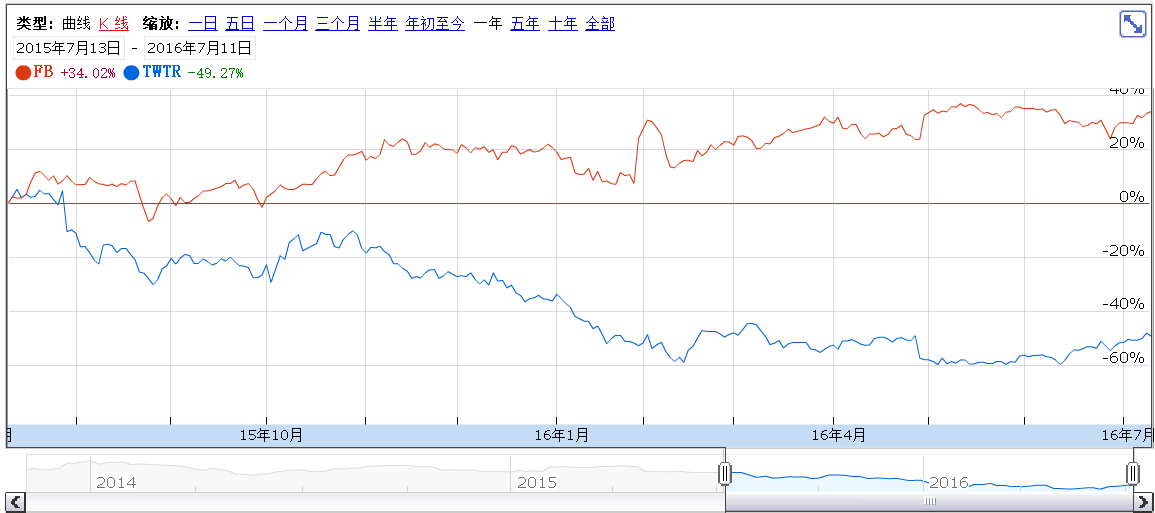 类型: 曲线 K 线 缩放: 一日 五日 一个月 三个月 半年 年初至今 一年 五年 十年 全部
2015年7月13日 - 2016年7月11日
FB +34.02% TWTR -49.27%
40%
20%
0%
-20%
-40%
-60%
月 15年10月 16年1月 16年4月 16年7月
2014 2015 2016